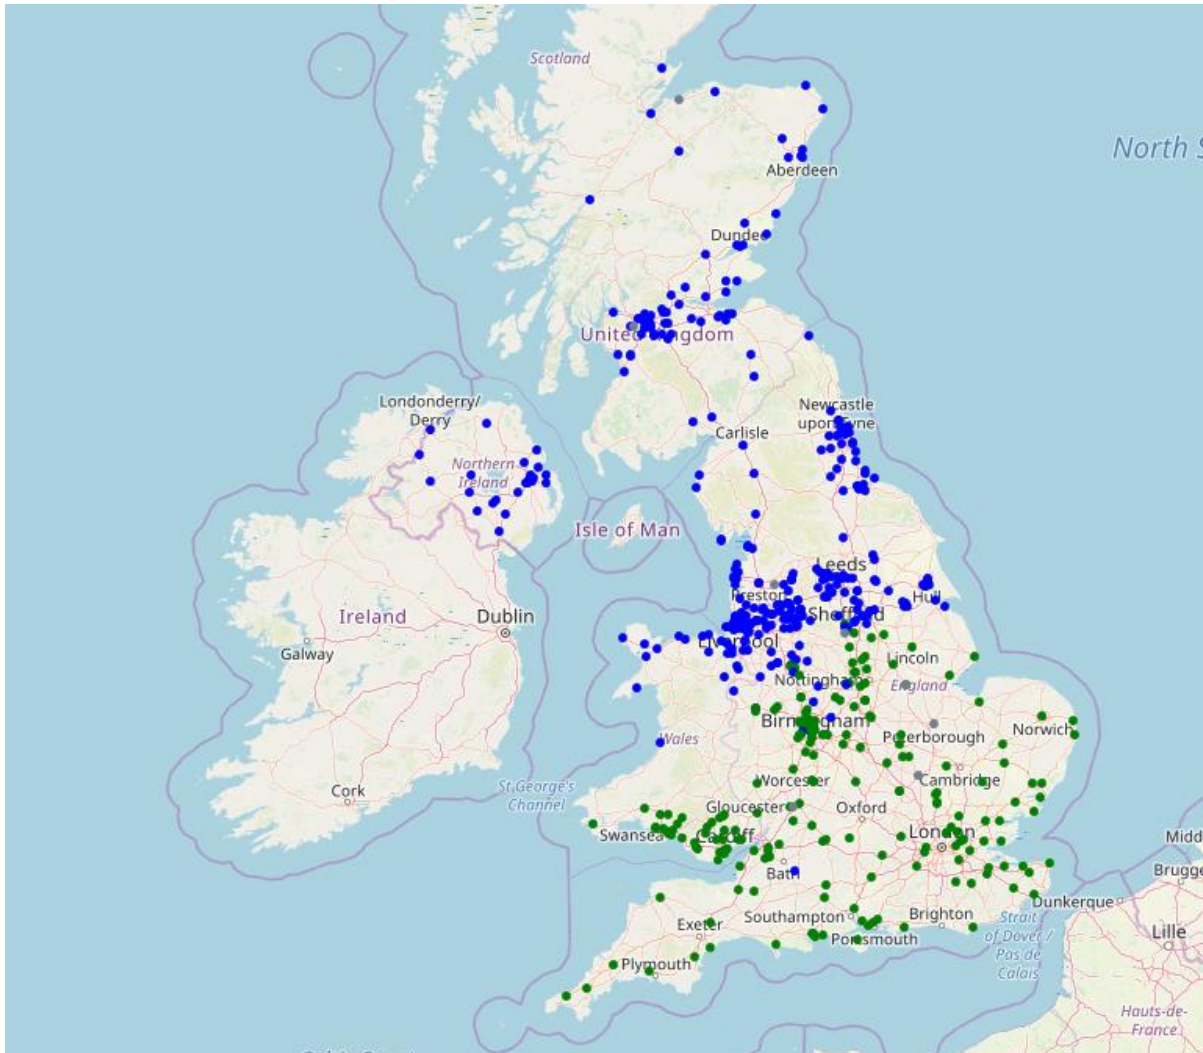 Scotland
North S
Aberdeen
Dundee
United Kingdom
Londonderry/
Derry
Newcastle
upon Tyne
Carlisle
Northern
Ireland
Isle of Man
Leeds
Preston
Hull
Ireland
Dublin
Sheffield
Liverpool
Galway
Lincoln
Nottingham
England
Birmingham
Norwich
Wales
Peterborough
St George's
Channel
Worcester
Cambridge
Cork
Gloucester
Oxford
Swansea
Cardiff
London
Midd
Bath
Brugge
Dunkerque
Southampton
Brighton
Exeter
Strait
of Dover /
Pas de
Calais
Portsmouth
Lille
Plymouth
Hauts-de-
France